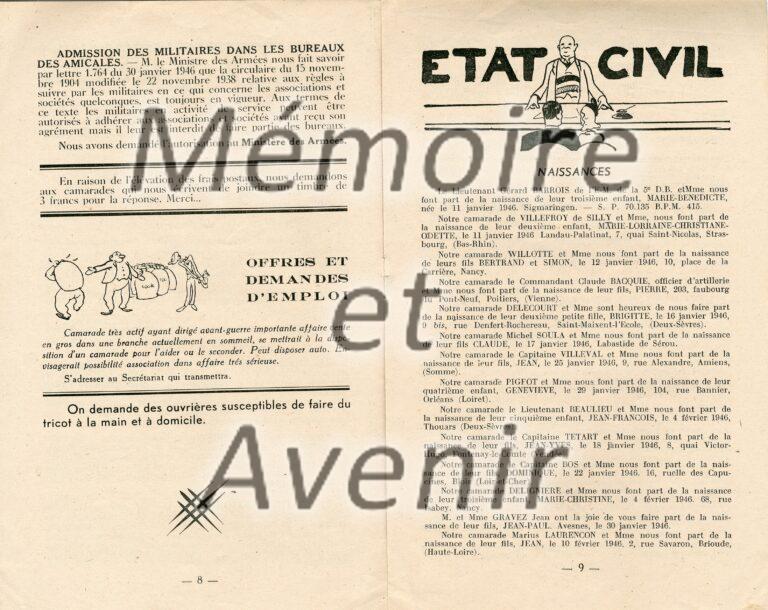 ADMISSION DES MILITAIRES DANS LES BUREAUX
DES AMICALES. — M. le Ministre des Armées nous fait savoir
par lettre 1.764 du 30 janvier 1946 que la circulaire du 15 novem-
bre 1904 modifiée le 22 novembre 1938 relative aux règles à
suivre par les militaires en ce qui concerne les associations et
sociétés quelconques, est toujours en vigueur. Aux termes de
ce texte les militaires en activité de service peuvent être
autorisés à adhérer aux associations et sociétés ayant reçu son
agrément mais il leur est interdit de faire partie des bureaux.
Nous avons demandé l'autorisation au Ministère des Armées.
En raison de l'élévation des frais postaux, nous demandons
aux camarades qui nous écrivent de joindre un timbre de
3 francs pour la réponse. Merci...
OFFRES ET
DEMANDES
D'EMPLOI
Camarade très actif ayant dirigé avant-guerre importante affaire vente
en gros dans une branche actuellement en sommeil, se mettrait à la dispo-
sition d'un camarade pour l'aider ou le seconder. Peut disposer auto. En-
visagerait possibilité association dans affaire très sérieuse.
S'adresser au Secrétariat qui transmettra.
On demande des ouvrières susceptibles de faire du
tricot à la main et à domicile.
— 8 —
ETAT CIVIL
NAISSANCES
Le Lieutenant Gérard BARROIS de l'E.M. de la 5e D.B. et Mme nous
font part de la naissance de leur troisième enfant, MARIE-BENEDICTE,
née le 11 janvier 1946. Sigmaringen. — S. P. 70.135 B.P.M. 415.
Notre camarade de VILLEFROY de SILLY et Mme, nous font part de
la naissance de leur deuxième enfant, MARIE-LORRAINE-CHRISTIANE-
ODETTE, le 11 janvier 1946 Landau-Palatinat, 7, quai Saint-Nicolas, Stras-
bourg, (Bas-Rhin).
Notre camarade WILLOTTE et Mme nous font part de la naissance
de leurs fils BERTRAND et SIMON, le 12 janvier 1946, 10, place de la
Carrière, Nancy.
Notre camarade le Commandant Claude BACQUE, officier d'artillerie
et Mme nous font part de la naissance de leur fils, PIERRE, 293, faubourg
du Pont-Neuf, Poitiers, (Vienne).
Notre camarade DELECOURT et Mme sont heureux de nous faire part
de la naissance de leur deuxième petite fille, BRIGITTE, le 16 janvier 1946,
9 bis, rue Denfert-Rochereau, Saint-Maixent-l'Ecole, (Deux-Sèvres).
Notre camarade Michel SOULA et Mme nous font part de la naissance
de leur fils CLAUDE, le 17 janvier 1946, Labastide de Sérou.
Notre camarade le Capitaine VILLEVAL et Mme nous font part de la
naissance de leur fils, JEAN, le 25 janvier 1946, 9, rue Alexandre, Amiens,
(Somme).
Notre camarade PIGFOT et Mme nous font part de la naissance de leur
quatrième enfant, GENEVIEVE, le 29 janvier 1946, 104, rue Bannier,
Orléans (Loiret).
Notre camarade le Lieutenant BEAULIEU et Mme nous font part de
la naissance de leur cinquième enfant, JEAN-FRANCOIS, le 4 février 1946,
Thouars (Deux-Sèvres).
Notre camarade le Capitaine TETART et Mme nous font part de la
naissance de leur fils, JEAN-YVES, le 18 janvier 1946, 8, quai Victor-
Notre camarade le Capitaine BOS et Mme nous font part de la nais-
sance de leur fils DOMINIQUE, le 22 janvier 1946. 16, ruelle des Capu-
cines, Blois (Loir-et-Cher).
Notre camarade DELIGNIERE et Mme nous font part de la naissance
de leur troisième enfant MARIE-CHRISTINE, le 4 février 1946. 68, rue
Isabey, Nancy.
M. et Mme GRAVEZ Jean ont la joie de vous faire part de la nais-
sance de leur fils, JEAN-PAUL. Avesnes, le 30 janvier 1946.
Notre camarade Marius LAURENCON et Mme nous font part de la
naissance de leur fils, JEAN, le 10 février 1946, 2, rue Savaron, Brioude,
(Haute-Loire).
— 9 —
Mémoire
et
Avenir